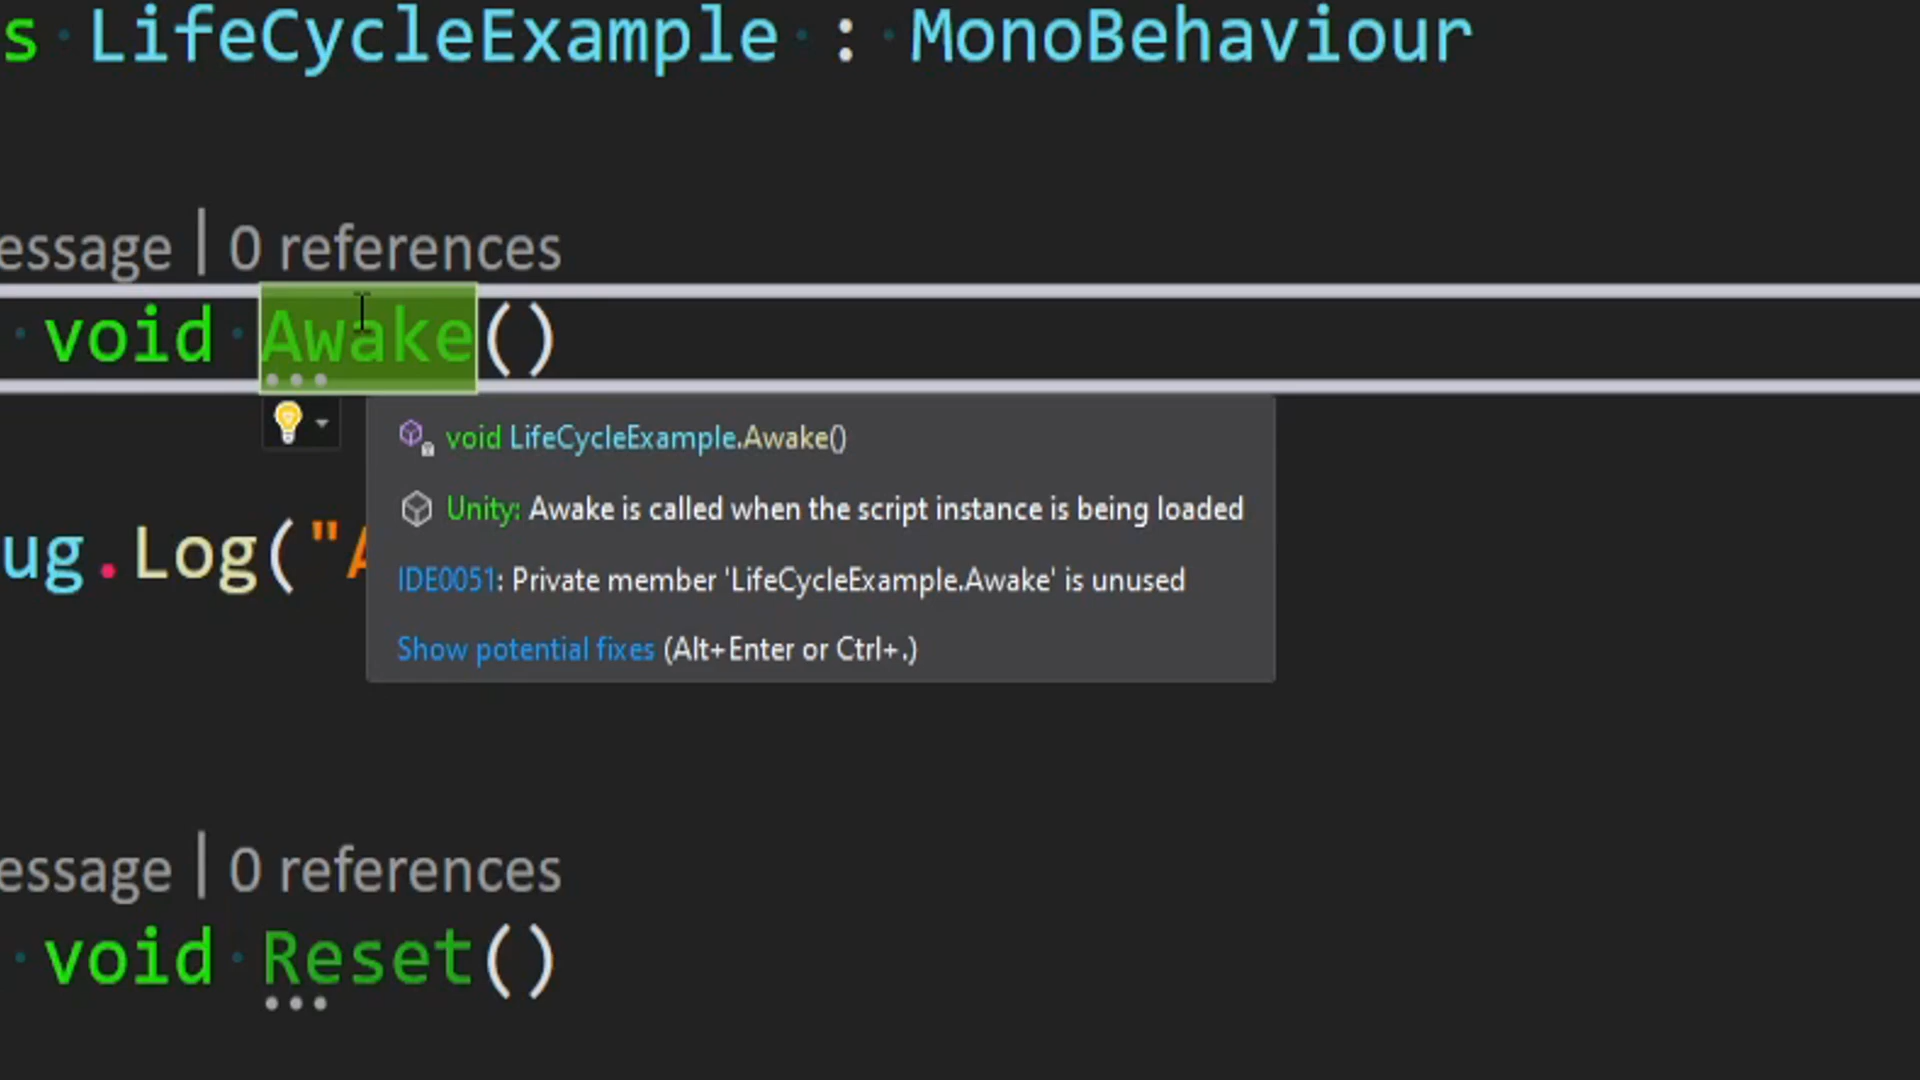 s LifeCycleExample : MonoBehaviour
essage | 0 references
void Awake()
void LifeCycleExample.Awake()
Unity: Awake is called when the script instance is being loaded
ug.Log("A
IDE0051: Private member 'LifeCycleExample.Awake' is unused
Show potential fixes (Alt+Enter or Ctrl+.)
essage | 0 references
void Reset()